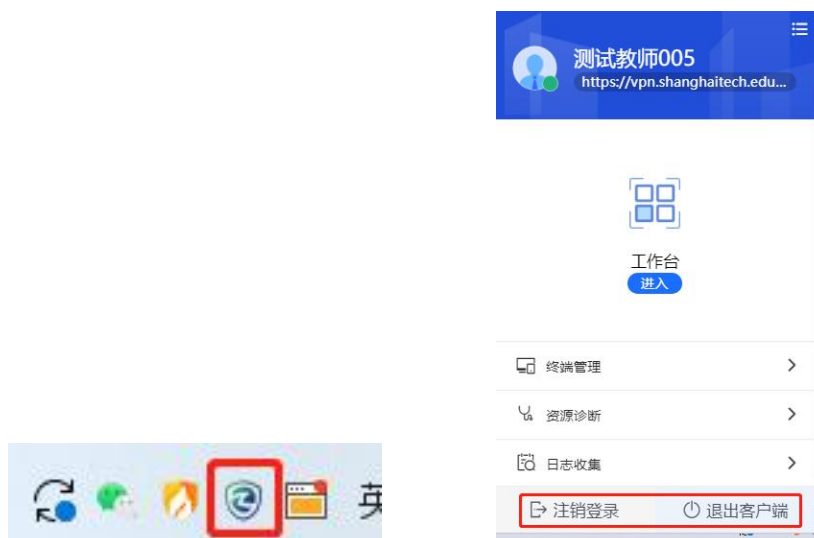 测试教师005
https://vpn.shanghaitech.edu...
工作台
进入
终端管理
资源诊断
日志收集
注销登录 退出客户端
英